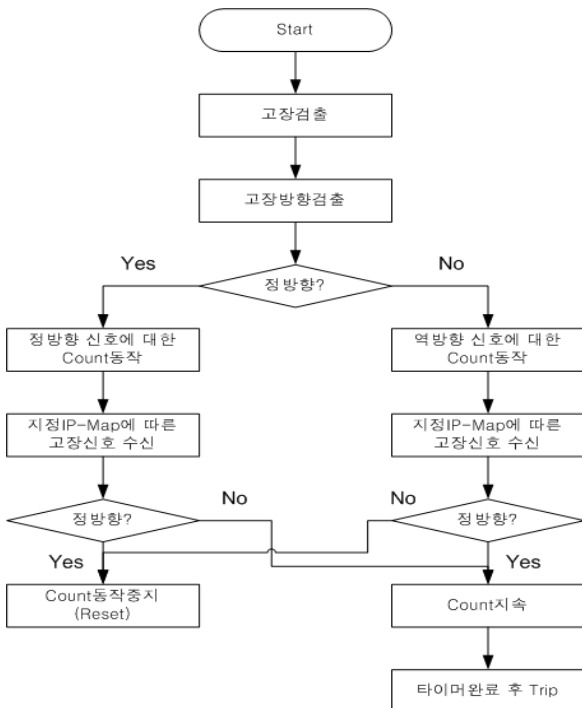 Start
고장검출
고장방향검출
Yes
No
정방향?
정방향 신호에 대한
Count동작
역방향 신호에 대한
Count동작
지정IP-Map에 따른
고장신호 수신
지정IP-Map에 따른
고장신호 수신
No
No
정방향?
정방향?
Yes
Yes
Count동작중지
(Reset)
Count지속
타이머완료 후 Trip